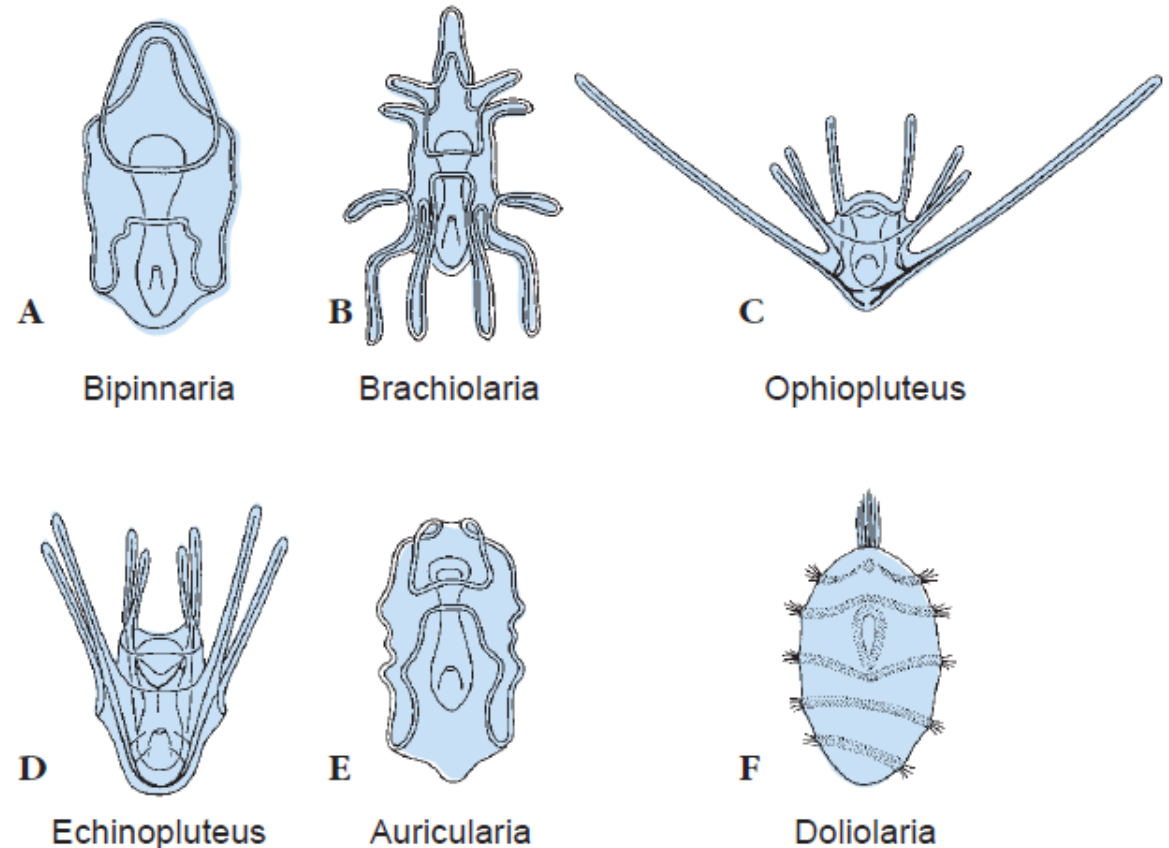 A
B
C
Bipinnaria
Brachiolaria
Ophiopluteus
D
E
F
Echinopluteus
Auricularia
Doliolaria